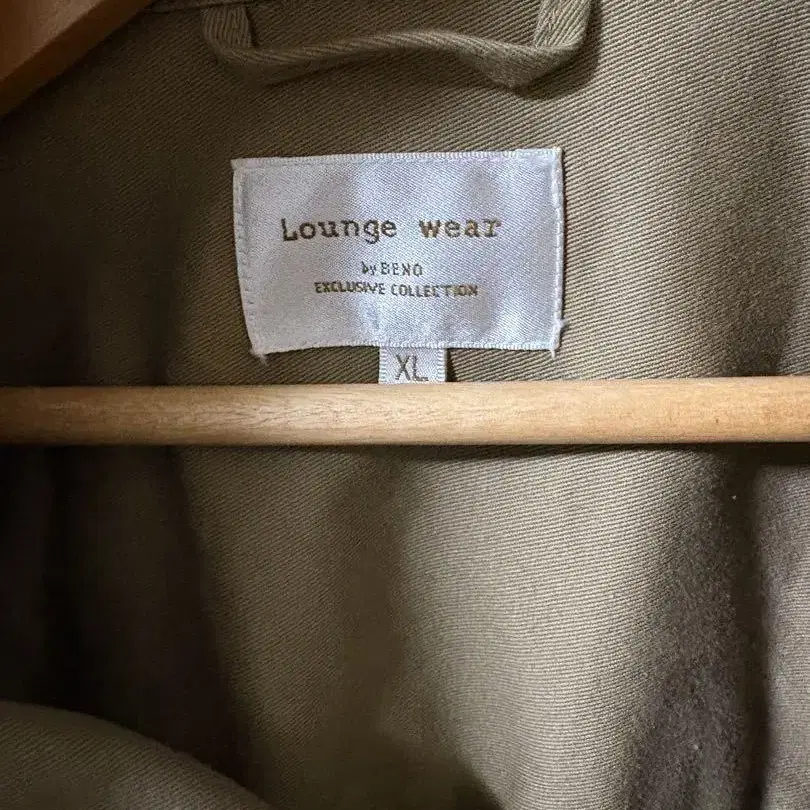 Lounge wear
by BENO
EXCLUSIVE COLLECTION
XL